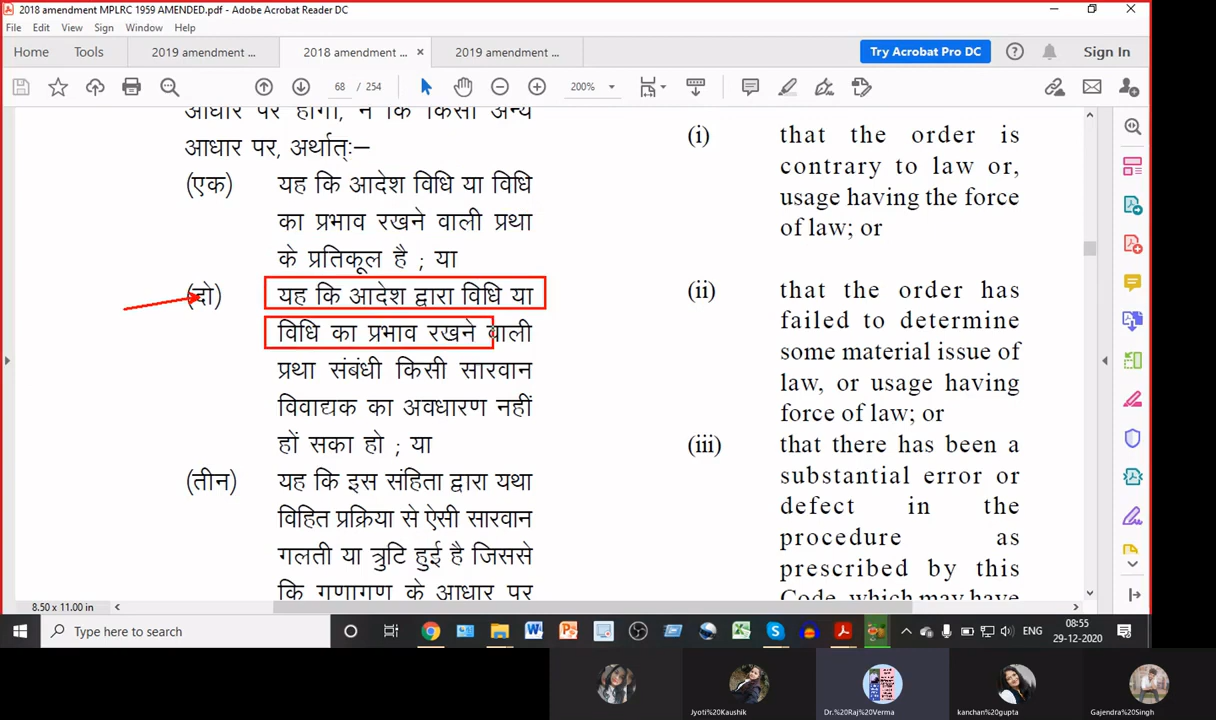 2018 amendment MPLRC 1959 AMENDED.pdf - Adobe Acrobat Reader DC
File Edit View Sign Window Help
Home Tools 2019 amendment ... 2018 amendment ... × 2019 amendment ... Try Acrobat Pro DC Sign In
68 / 254 200%
आधार पर होगा, न कि किसी अन्य
आधार पर, अर्थात्:—
(एक) यह कि आदेश विधि या विधि
का प्रभाव रखने वाली प्रथा
के प्रतिकूल है ; या
(दो) यह कि आदेश द्वारा विधि या
विधि का प्रभाव रखने वाली
प्रथा संबंधी किसी सारवान
विवाद्यक का अवधारण नहीं
हों सका हो ; या
(तीन) यह कि इस संहिता द्वारा यथा
विहित प्रक्रिया से ऐसी सारवान
गलती या त्रुटि हुई है जिससे
कि गुणागुण के आधार पर
(i) that the order is
contrary to law or,
usage having the force
of law; or
(ii) that the order has
failed to determine
some material issue of
law, or usage having
force of law; or
(iii) that there has been a
substantial error or
defect in the
procedure as
prescribed by this
Code, which may have
8.50 x 11.00 in
Type here to search
ENG
08:55
29-12-2020
Jyoti%20Kaushik
Dr.%20Raj%20Verma
kanchan%20gupta
Gajendra%20Singh